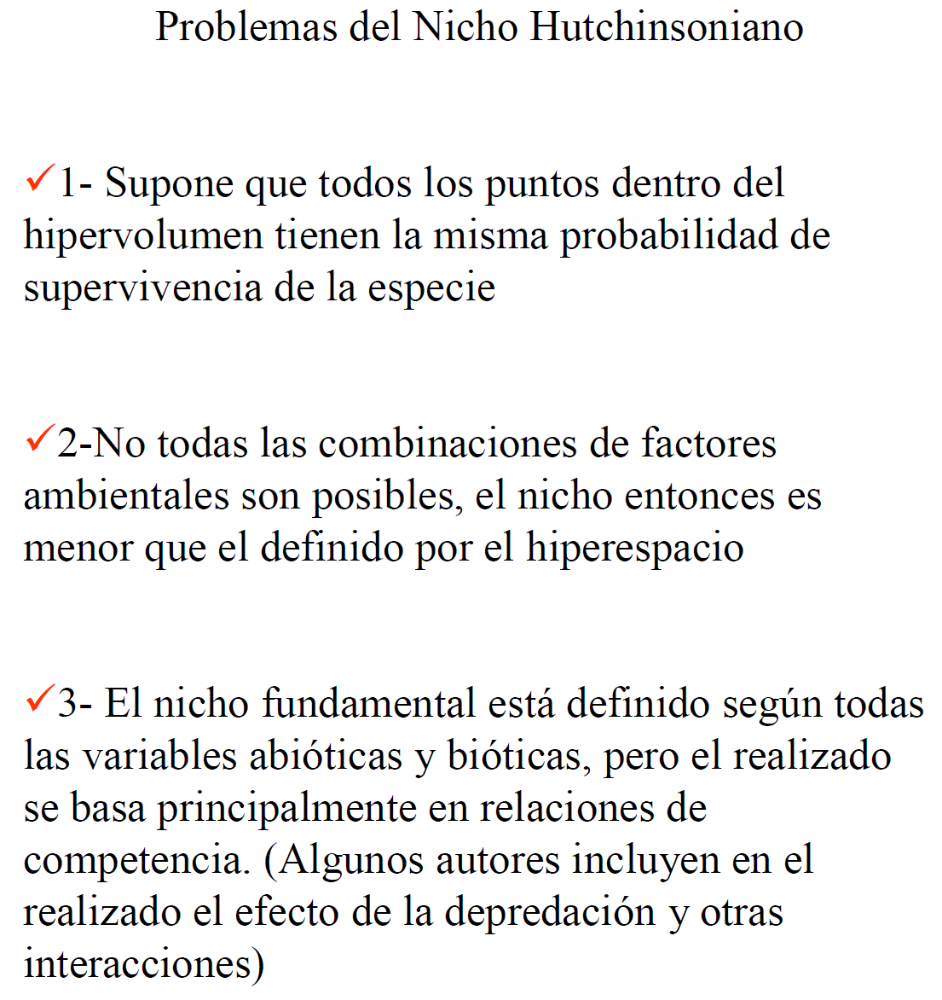 Problemas del Nicho Hutchinsoniano
✓1- Supone que todos los puntos dentro del
hipervolumen tienen la misma probabilidad de
supervivencia de la especie
✓2-No todas las combinaciones de factores
ambientales son posibles, el nicho entonces es
menor que el definido por el hiperespacio
✓3- El nicho fundamental está definido según todas
las variables abióticas y bióticas, pero el realizado
se basa principalmente en relaciones de
competencia. (Algunos autores incluyen en el
realizado el efecto de la depredación y otras
interacciones)